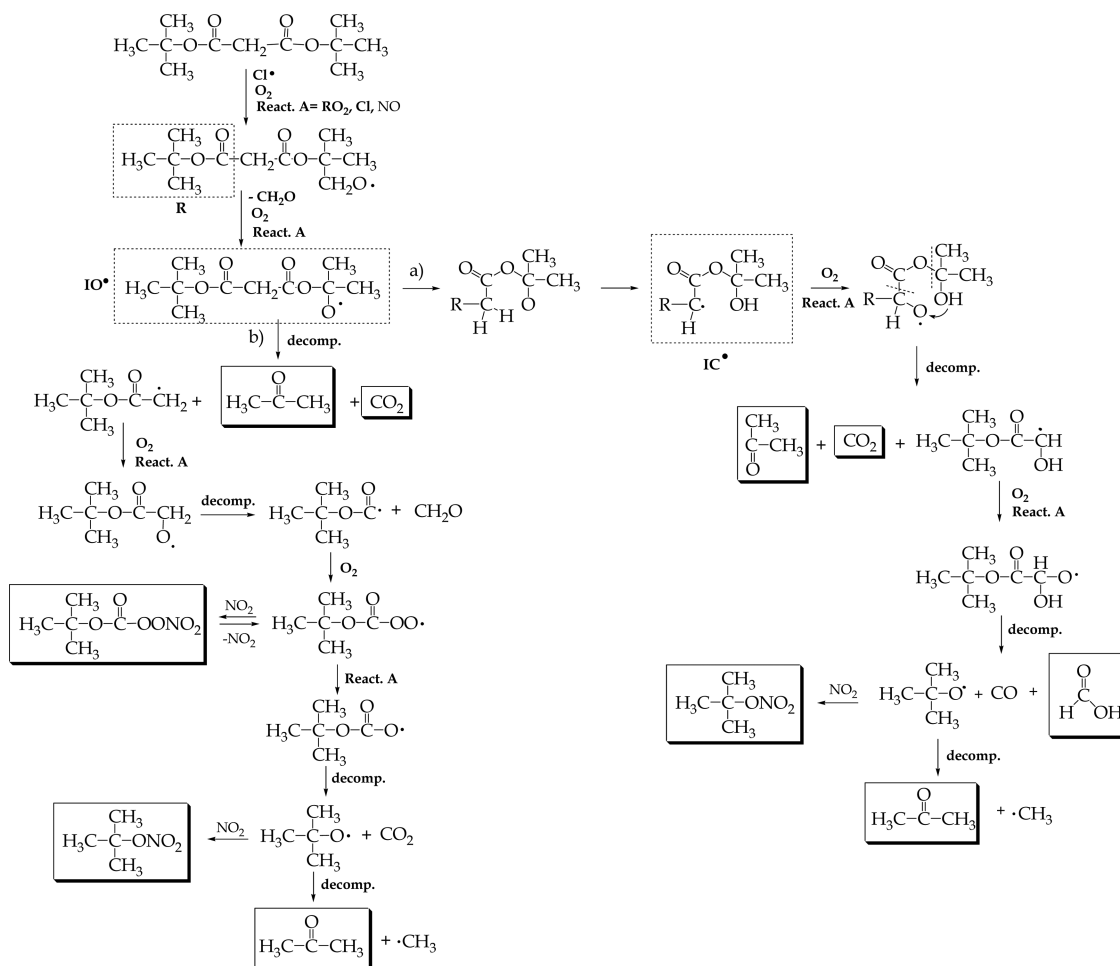 CH₃ O O CH₃
H₃C–C–O–C–CH₂–C–O–C–CH₃
CH₃ CH₃
Cl•
O₂
React. A= RO₂, Cl, NO
CH₃ O O CH₃
H₃C–C–O–C–CH₂–C–O–C–CH₃
CH₃ CH₂O•
R
- CH₂O
O₂
React. A
IO•
CH₃ O O CH₃
H₃C–C–O–C–CH₂–C–O–C–CH₃
CH₃ O•
a)
O O CH₃
C C–CH₃
R–C H O
H
O O CH₃
C C–CH₃
R–C• OH
H
IC•
O₂
React. A
O O CH₃
C C–CH₃
R–C O• OH
H
b)
decomp.
decomp.
CH₃ O
H₃C–C–O–C–ĊH₂ +
CH₃
O
H₃C–C–CH₃
+ CO₂
CH₃
C–CH₃
O
+ CO₂ +
CH₃ O
H₃C–C–O–C–ĊH
CH₃ OH
O₂
React. A
O₂
React. A
CH₃ O
H₃C–C–O–C–CH₂
CH₃ O•
decomp.
CH₃ O
H₃C–C–O–C• + CH₂O
CH₃
O₂
CH₃ O H
H₃C–C–O–C–C–O•
CH₃ OH
decomp.
CH₃ O
H₃C–C–O–C–OONO₂
CH₃
NO₂
-NO₂
CH₃ O
H₃C–C–O–C–OO•
CH₃
React. A
CH₃
H₃C–C–ONO₂
CH₃
NO₂
CH₃
H₃C–C–O• + CO +
CH₃
O
C
H OH
CH₃ O
H₃C–C–O–C–O•
CH₃
decomp.
decomp.
O
H₃C–C–CH₃
+ •CH₃
CH₃
H₃C–C–ONO₂
CH₃
NO₂
CH₃
H₃C–C–O• + CO₂
CH₃
decomp.
O
H₃C–C–CH₃
+ •CH₃